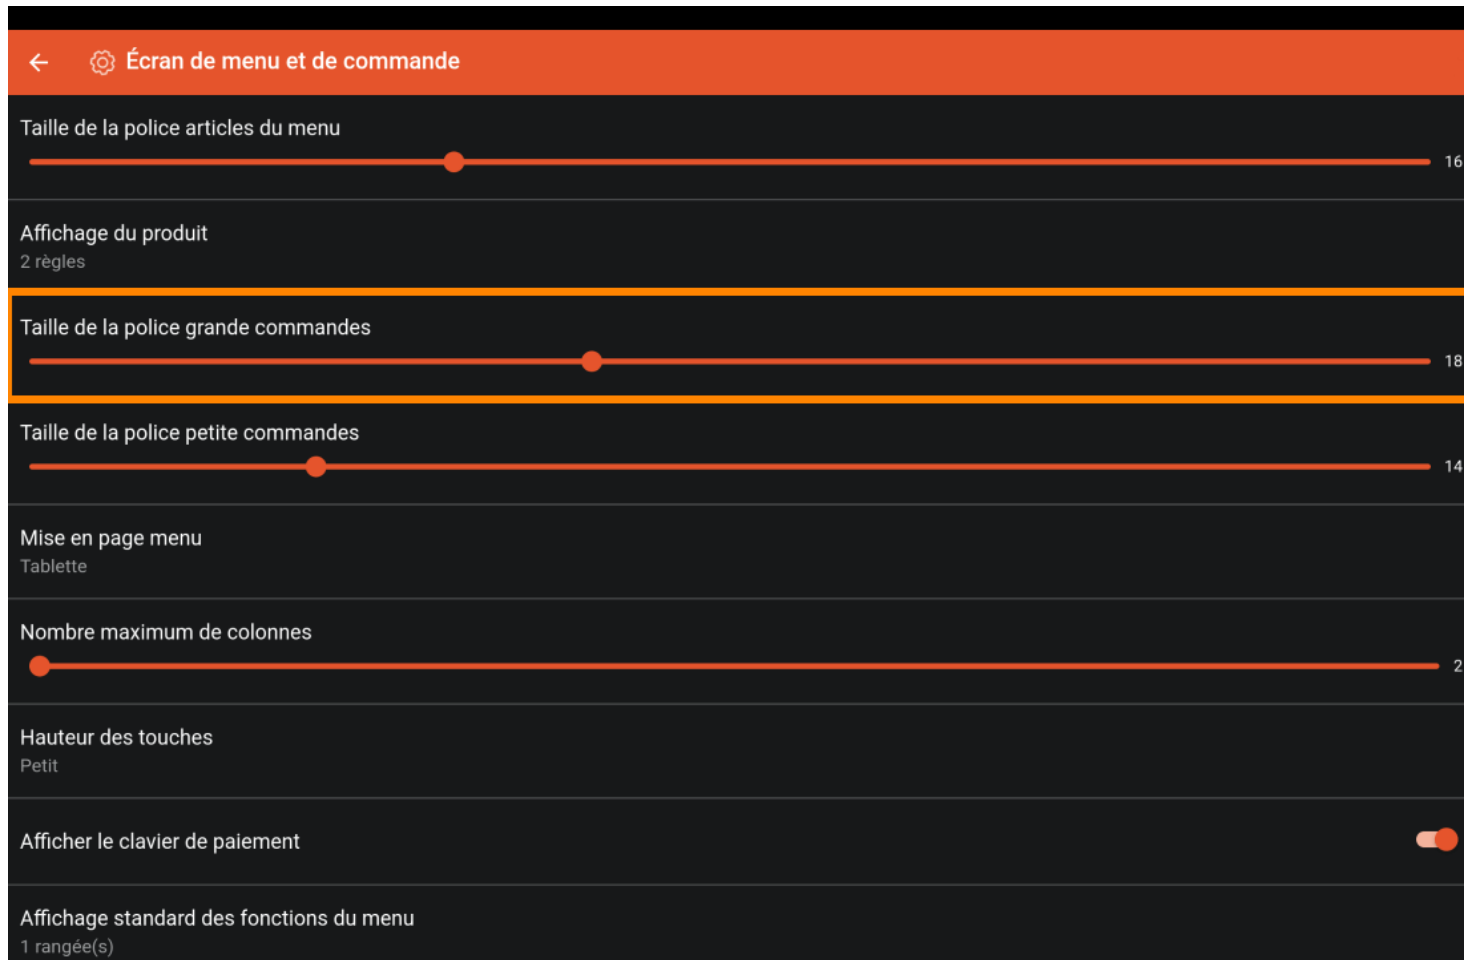 Écran de menu et de commande
Taille de la police articles du menu
16
Affichage du produit
2 règles
Taille de la police grande commandes
18
Taille de la police petite commandes
14
Mise en page menu
Tablette
Nombre maximum de colonnes
2
Hauteur des touches
Petit
Afficher le clavier de paiement
Affichage standard des fonctions du menu
1 rangée(s)